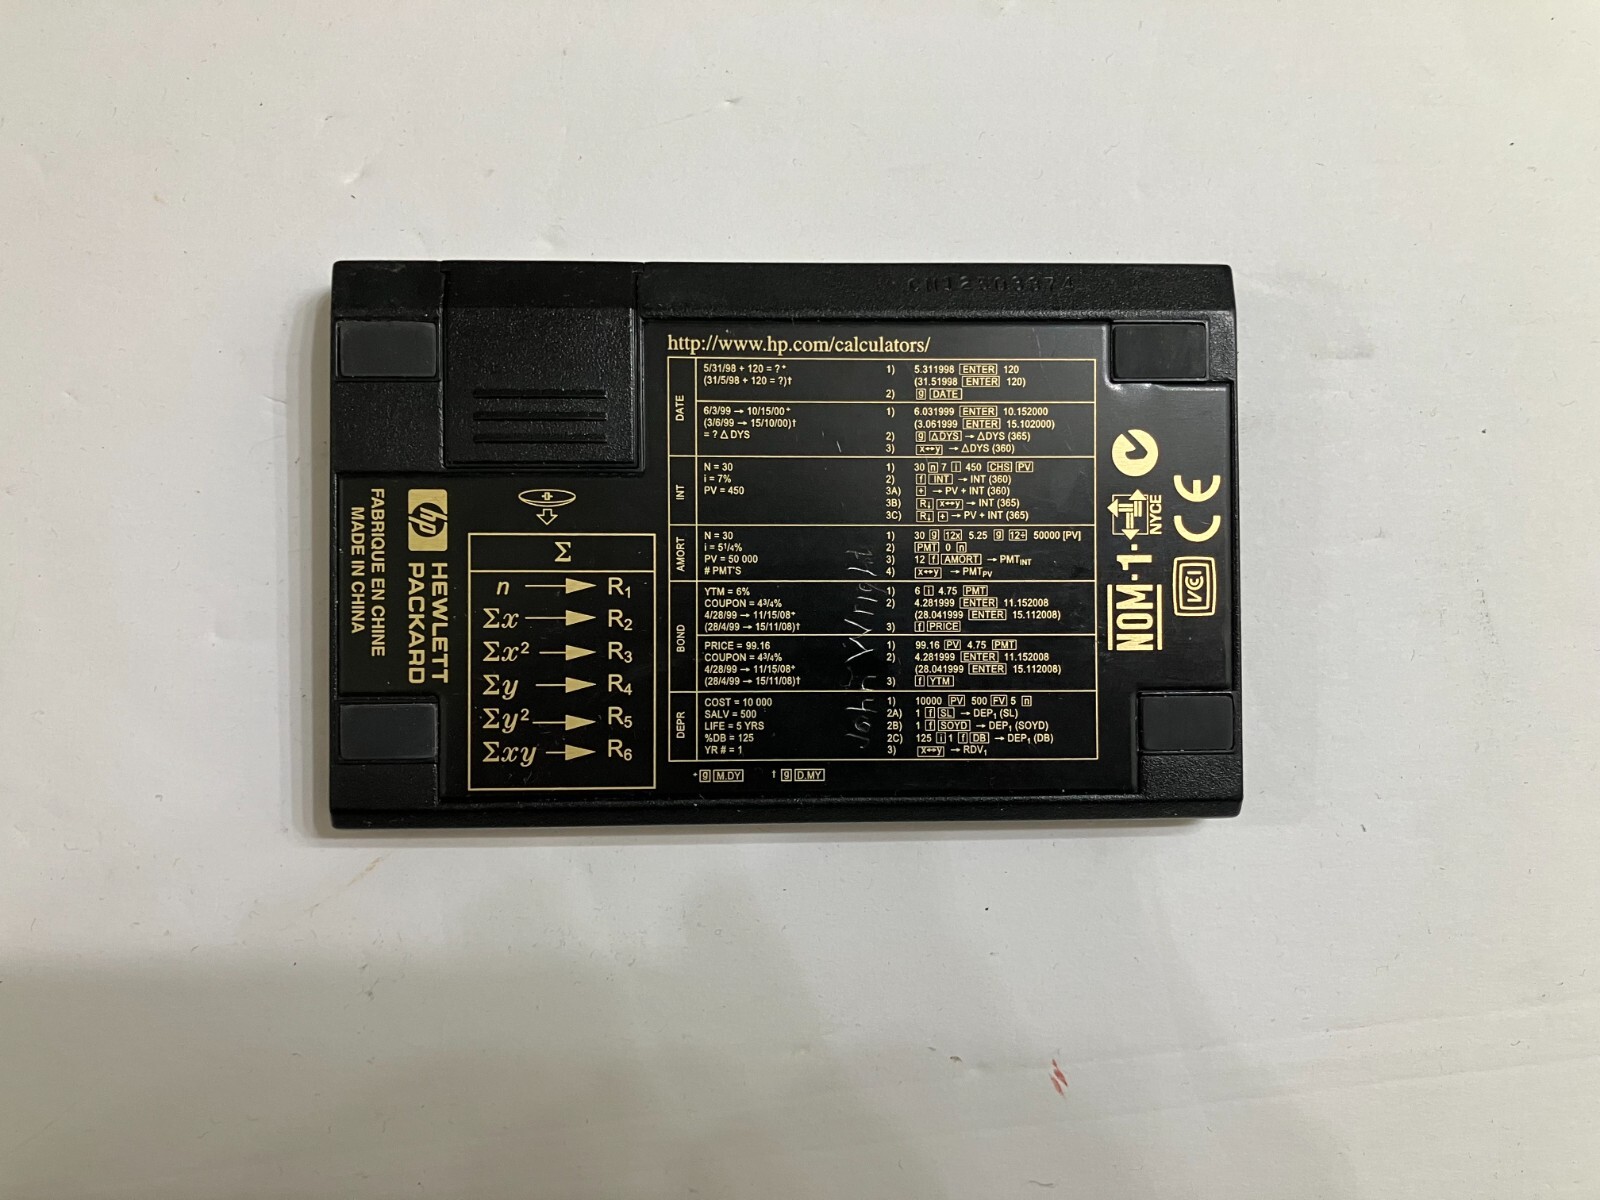 CN12503374
http://www.hp.com/calculators/
DATE
5/31/98 + 120 = ?*
(31/5/98 + 120 = ?)†
1) 5.311998 ENTER 120
(31.51998 ENTER 120)
2) g DATE
6/3/99 → 10/15/00*
(3/6/99 → 15/10/00)†
= ? Δ DYS
1) 6.031999 ENTER 10.152000
(3.061999 ENTER 15.102000)
2) g ΔDYS → ΔDYS (365)
3) x↔y → ΔDYS (360)
INT
N = 30
i = 7%
PV = 450
1) 30 n 7 i 450 CHS PV
2) f INT → INT (360)
3A) + → PV + INT (360)
3B) R↓ x↔y → INT (365)
3C) R↓ + → PV + INT (365)
AMORT
N = 30
i = 5¹/₄%
PV = 50 000
# PMT'S
1) 30 g 12x 5.25 g 12÷ 50000 [PV]
2) PMT 0 n
3) 12 f AMORT → PMT_INT
4) x↔y → PMT_PV
BOND
YTM = 6%
COUPON = 4³/₄%
4/28/99 → 11/15/08*
(28/4/99 → 15/11/08)†
1) 6 i 4.75 PMT
2) 4.281999 ENTER 11.152008
(28.041999 ENTER 15.112008)
3) f PRICE
PRICE = 99.16
COUPON = 4³/₄%
4/28/99 → 11/15/08*
(28/4/99 → 15/11/08)†
1) 99.16 PV 4.75 PMT
2) 4.281999 ENTER 11.152008
(28.041999 ENTER 15.112008)
3) f YTM
DEPR
COST = 10 000
SALV = 500
LIFE = 5 YRS
%DB = 125
YR # = 1
1) 10000 PV 500 FV 5 n
2A) 1 f SL → DEP₁ (SL)
2B) 1 f SOYD → DEP₁ (SOYD)
2C) 125 i 1 f DB → DEP₁ (DB)
3) x↔y → RDV₁
* g M.DY † g D.MY
John Wright
Σ
n → R₁
Σx → R₂
Σx² → R₃
Σy → R₄
Σy² → R₅
Σxy → R₆
hp HEWLETT
PACKARD
FABRIQUE EN CHINE
MADE IN CHINA
NOM·1·NYCE
CE
VCI